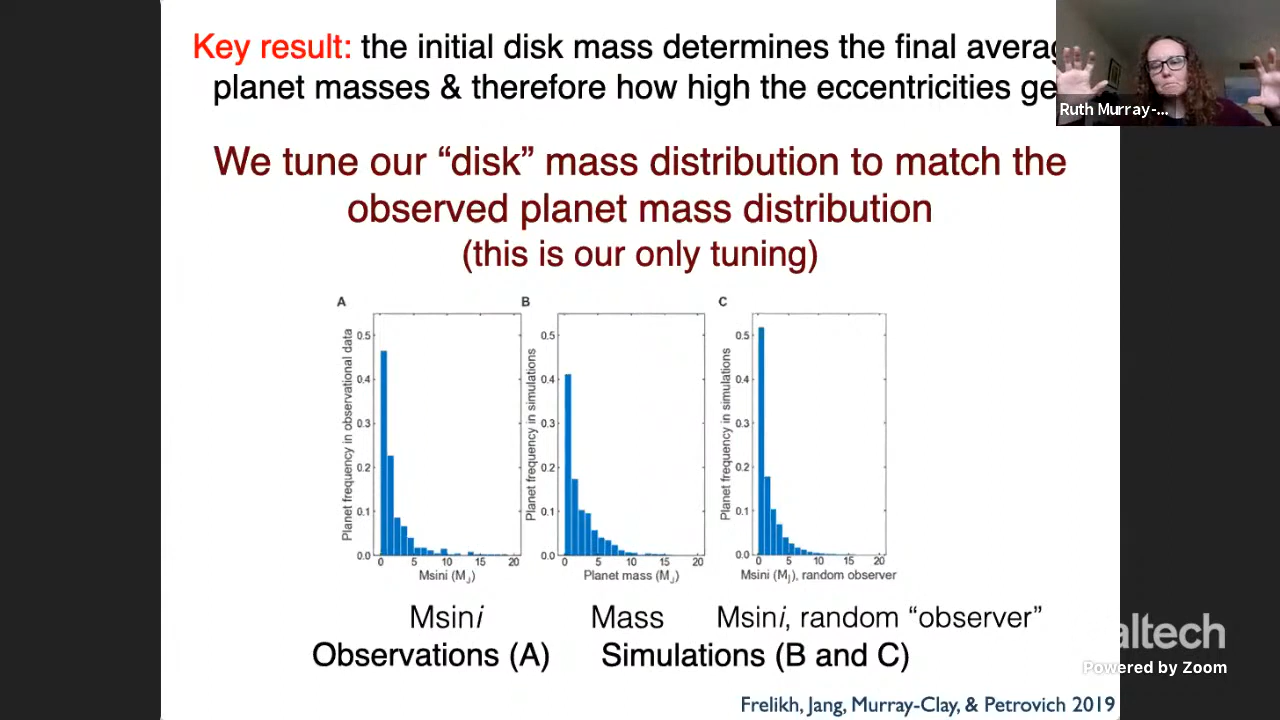 Key result: the initial disk mass determines the final
planet masses & therefore how high the eccentricities
Ruth Murray-...
We tune our “disk” mass distribution to match the
observed planet mass distribution
(this is our only tuning)
A
Planet frequency in observational data
0.5
0.4
0.3
0.2
0.1
0.0
0 5 10 15 20
Msini (MJ)
B
Planet frequency in simulations
0.5
0.4
0.3
0.2
0.1
0.0
0 5 10 15 20
Planet mass (MJ)
C
Planet frequency in simulations
0.5
0.4
0.3
0.2
0.1
0.0
0 5 10 15 20
Msini (MJ), random observer
Msini Mass Msini, random “observer”
Observations (A) Simulations (B and C)
altech
Powered by Zoom
Frelikh, Jang, Murray-Clay, & Petrovich 2019